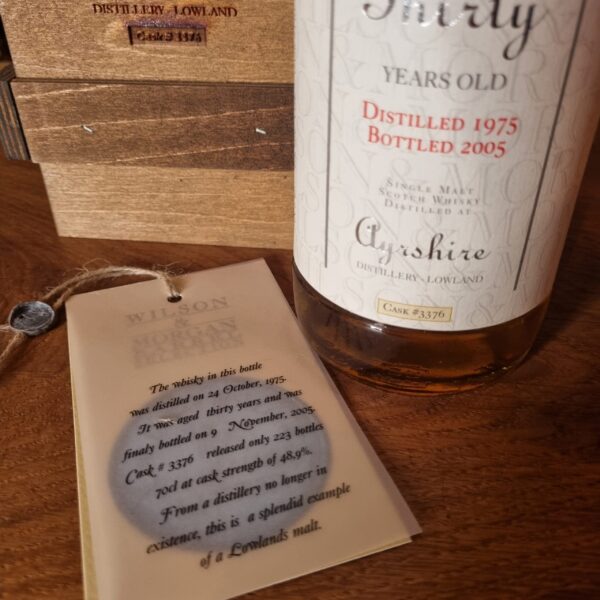 DISTILLERY - LOWLAND
Cask # 3376
Thirty
YEARS OLD
DISTILLED 1975
BOTTLED 2005
SINGLE MALT
SCOTCH WHISKY
DISTILLED AT
Ayrshire
DISTILLERY - LOWLAND
CASK #3376
WILSON
&
MORGAN
The whisky in this bottle
was distilled on 24 October, 1975.
It was aged thirty years and was
finaly bottled on 9 November, 2005.
Cask # 3376 released only 223 bottles
70cl at cask strength of 48,9%.
From a distillery no longer in
existence, this is a splendid example
of a Lowlands malt.